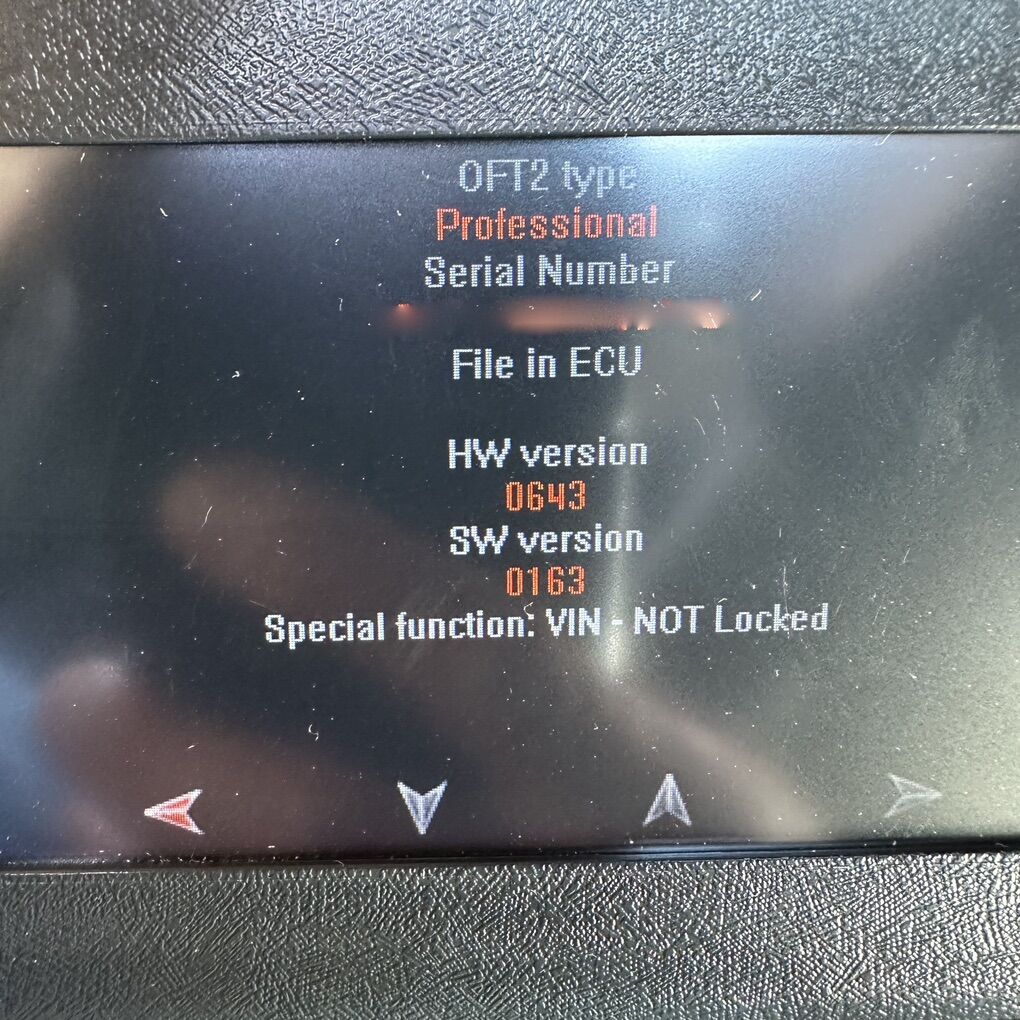 OFT2 type
Professional
Serial Number
File in ECU
HW version
0643
SW version
0163
Special function: VIN - NOT Locked